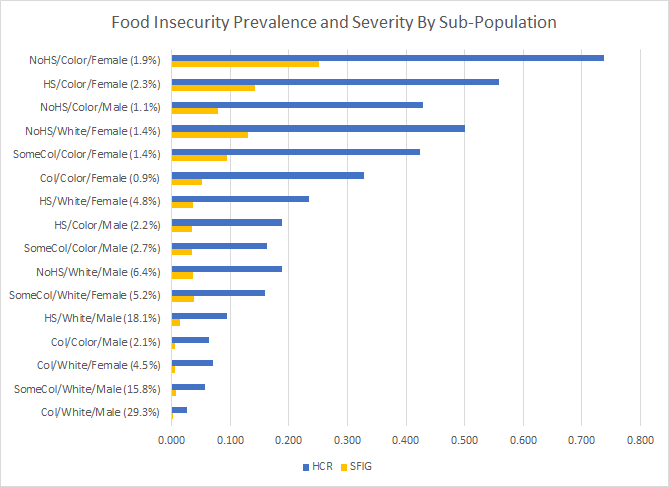 Food Insecurity Prevalence and Severity By Sub-Population
NoHS/Color/Female (1.9%)
HS/Color/Female (2.3%)
NoHS/Color/Male (1.1%)
NoHS/White/Female (1.4%)
SomeCol/Color/Female (1.4%)
Col/Color/Female (0.9%)
HS/White/Female (4.8%)
HS/Color/Male (2.2%)
SomeCol/Color/Male (2.7%)
NoHS/White/Male (6.4%)
SomeCol/White/Female (5.2%)
HS/White/Male (18.1%)
Col/Color/Male (2.1%)
Col/White/Female (4.5%)
SomeCol/White/Male (15.8%)
Col/White/Male (29.3%)
0.000 0.100 0.200 0.300 0.400 0.500 0.600 0.700 0.800
HCR SFIG